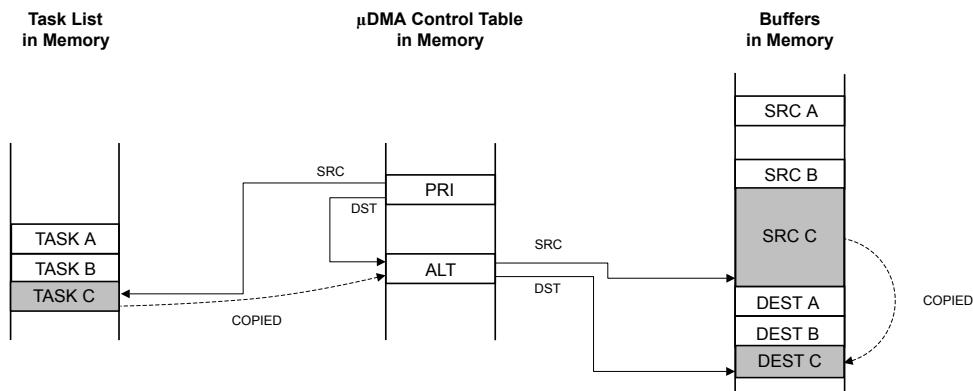 Task List
in Memory
μDMA Control Table
in Memory
Buffers
in Memory
SRC A
SRC B
SRC
PRI
DST
SRC C
TASK A
TASK B
TASK C
ALT
SRC
DST
COPIED
DEST A
DEST B
DEST C
COPIED